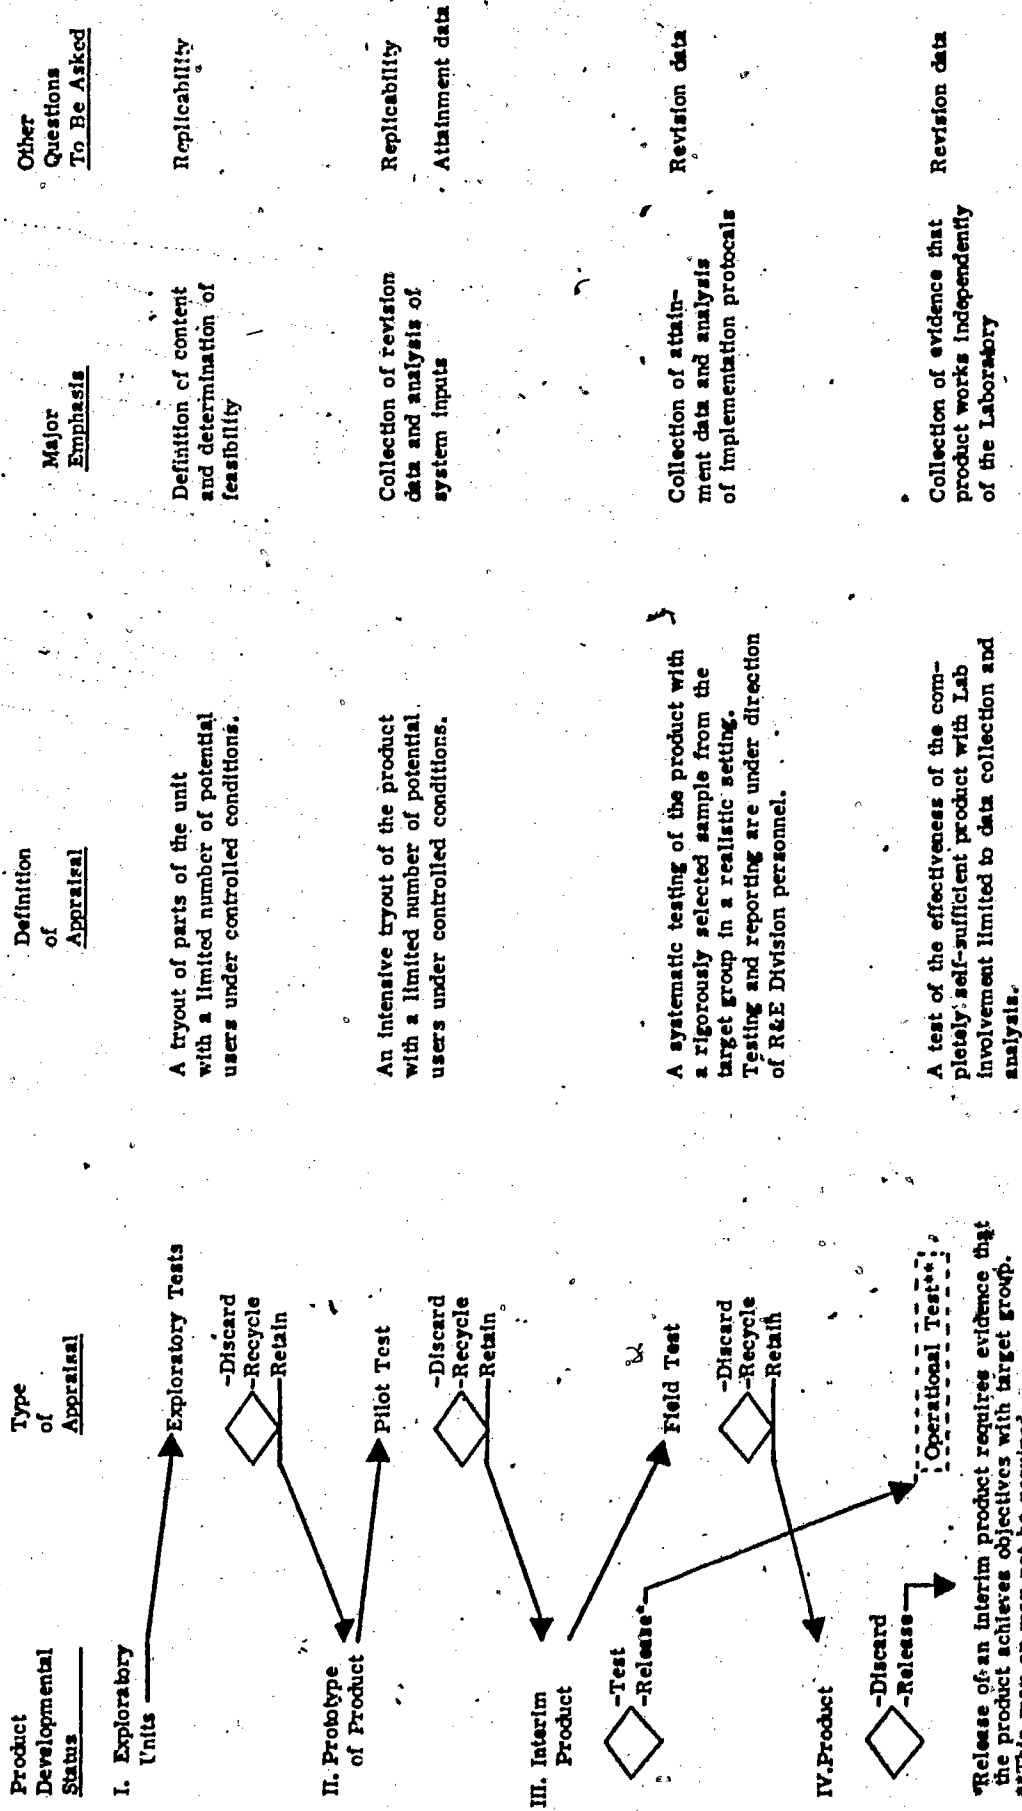 Product
Developmental
Status
Type
of
Appraisal
Definition
of
Appraisal
Major
Emphasis
Other
Questions
To Be Asked
I. Exploratory
Units
Exploratory Tests
A tryout of parts of the unit
with a limited number of potential
users under controlled conditions.
Definition of content
and determination of
feasibility
Replicability
-Discard
-Recycle
-Retain
II. Prototype
of Product
Pilot Test
An intensive tryout of the product
with a limited number of potential
users under controlled conditions.
Collection of revision
data and analysis of
system inputs
Replicability
Attainment data
-Discard
-Recycle
-Retain
III. Interim
Product
-Test
-Release*
Field Test
A systematic testing of the product with
a rigorously selected sample from the
target group in a realistic setting.
Testing and reporting are under direction
of R&E Division personnel.
Collection of attain-
ment data and analysis
of implementation protocals
Revision data
-Discard
-Recycle
-Retain
IV. Product
-Discard
-Release
Operational Test**
A test of the effectiveness of the com-
pletely self-sufficient product with Lab
involvement limited to data collection and
analysis.
Collection of evidence that
product works independently
of the Laboratory
Revision data
*Release of an interim product requires evidence that
the product achieves objectives with target group.
**This may or may not be required.